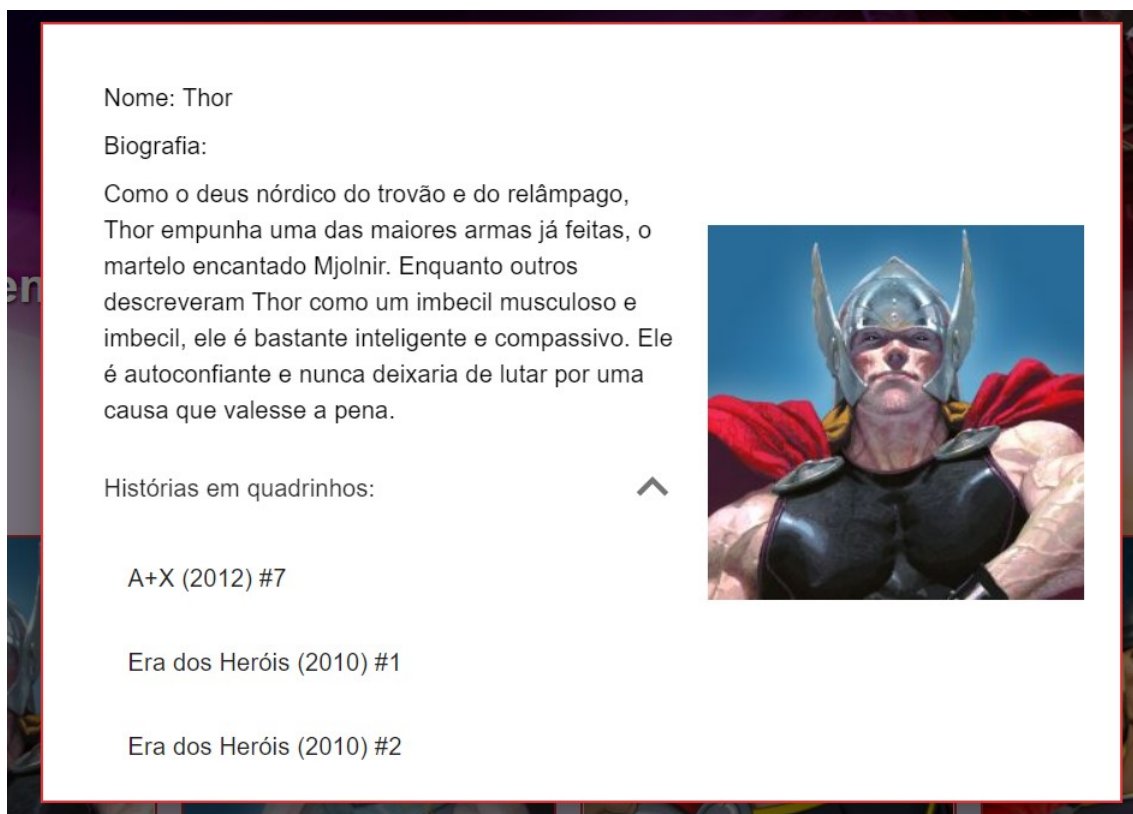 Nome: Thor
Biografia:
Como o deus nórdico do trovão e do relâmpago,
Thor empunha uma das maiores armas já feitas, o
martelo encantado Mjolnir. Enquanto outros
descreveram Thor como um imbecil musculoso e
imbecil, ele é bastante inteligente e compassivo. Ele
é autoconfiante e nunca deixaria de lutar por uma
causa que valesse a pena.
Histórias em quadrinhos:
A+X (2012) #7
Era dos Heróis (2010) #1
Era dos Heróis (2010) #2